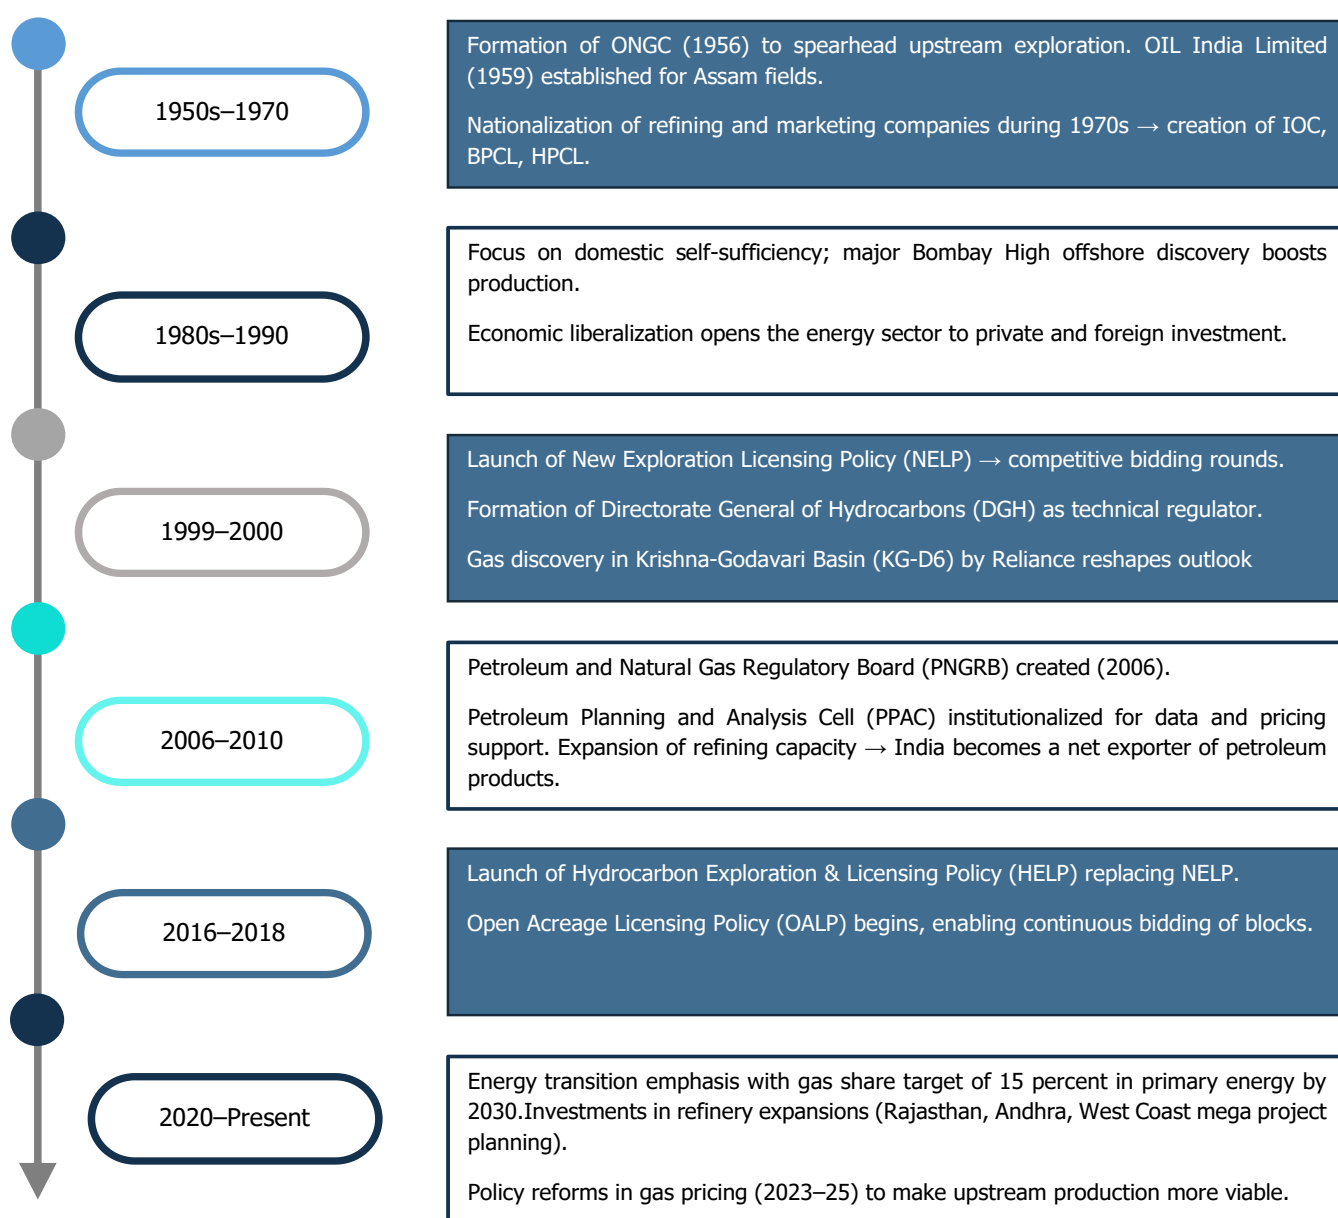 1950s–1970
Formation of ONGC (1956) to spearhead upstream exploration. OIL India Limited
(1959) established for Assam fields.
Nationalization of refining and marketing companies during 1970s → creation of IOC,
BPCL, HPCL.
1980s–1990
Focus on domestic self-sufficiency; major Bombay High offshore discovery boosts
production.
Economic liberalization opens the energy sector to private and foreign investment.
1999–2000
Launch of New Exploration Licensing Policy (NELP) → competitive bidding rounds.
Formation of Directorate General of Hydrocarbons (DGH) as technical regulator.
Gas discovery in Krishna-Godavari Basin (KG-D6) by Reliance reshapes outlook
2006–2010
Petroleum and Natural Gas Regulatory Board (PNGRB) created (2006).
Petroleum Planning and Analysis Cell (PPAC) institutionalized for data and pricing
support. Expansion of refining capacity → India becomes a net exporter of petroleum
products.
2016–2018
Launch of Hydrocarbon Exploration & Licensing Policy (HELP) replacing NELP.
Open Acreage Licensing Policy (OALP) begins, enabling continuous bidding of blocks.
2020–Present
Energy transition emphasis with gas share target of 15 percent in primary energy by
2030.Investments in refinery expansions (Rajasthan, Andhra, West Coast mega project
planning).
Policy reforms in gas pricing (2023–25) to make upstream production more viable.